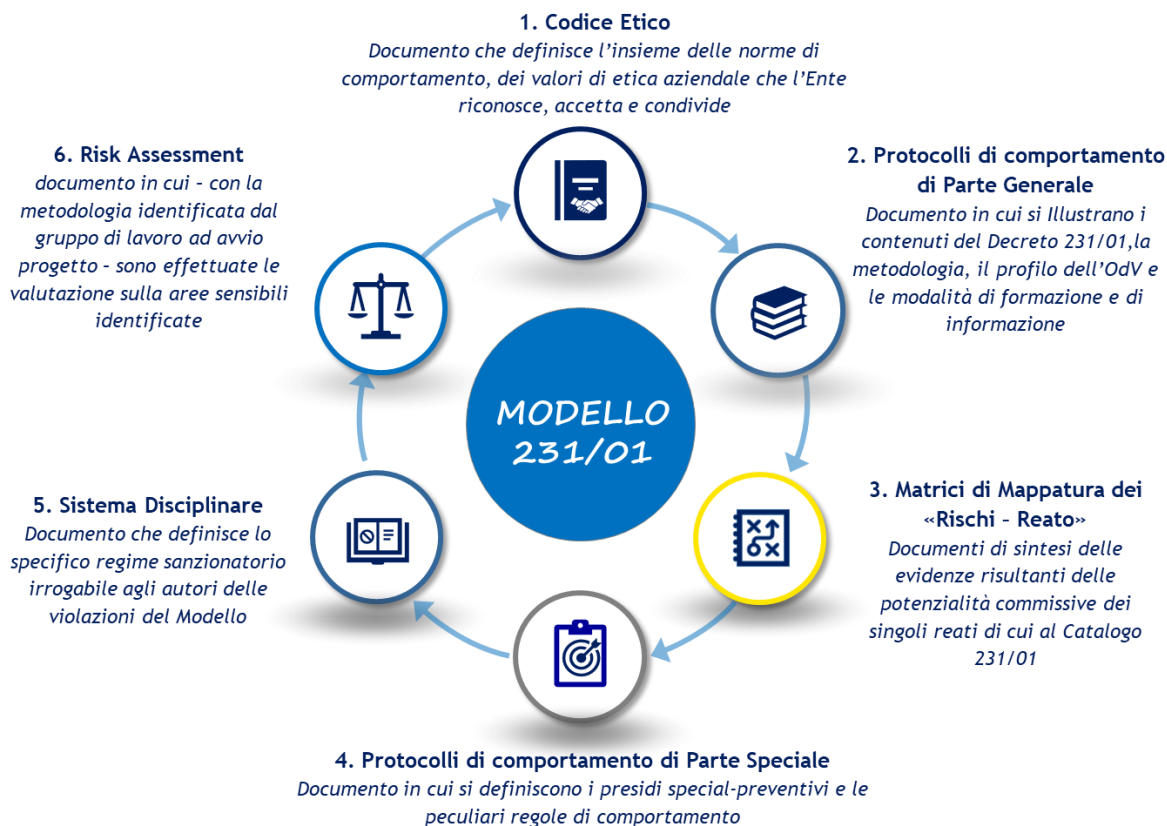 1. Codice Etico
Documento che definisce l'insieme delle norme di
comportamento, dei valori di etica aziendale che l'Ente
riconosce, accetta e condivide
2. Protocolli di comportamento
di Parte Generale
Documento in cui si Illustrano i
contenuti del Decreto 231/01,la
metodologia, il profilo dell'OdV e
le modalità di formazione e di
informazione
3. Matrici di Mappatura dei
«Rischi - Reato»
Documenti di sintesi delle
evidenze risultanti delle
potenzialità commissive dei
singoli reati di cui al Catalogo
231/01
4. Protocolli di comportamento di Parte Speciale
Documento in cui si definiscono i presidi special-preventivi e le
peculiari regole di comportamento
5. Sistema Disciplinare
Documento che definisce lo
specifico regime sanzionatorio
irrogabile agli autori delle
violazioni del Modello
6. Risk Assessment
documento in cui - con la
metodologia identificata dal
gruppo di lavoro ad avvio
progetto - sono effettuate le
valutazione sulla aree sensibili
identificate
MODELLO
231/01